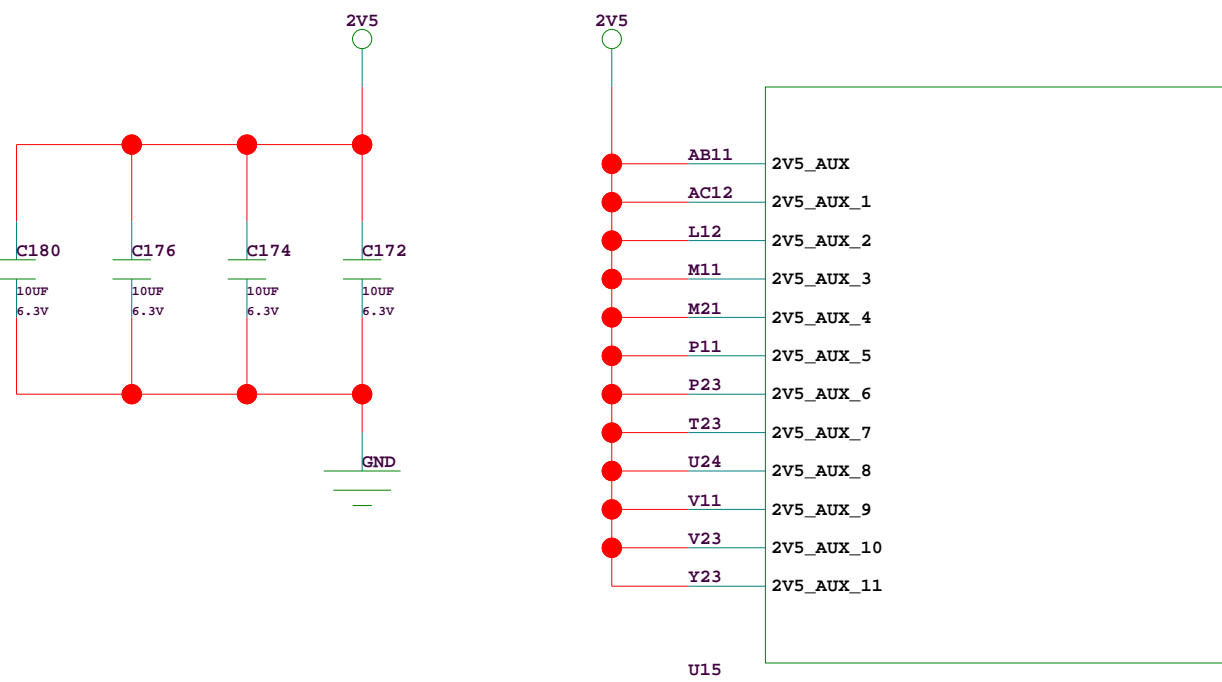 2V5
2V5
C180
C176
C174
C172
10UF
10UF
10UF
10UF
6.3V
6.3V
6.3V
6.3V
GND
AB11 2V5_AUX
AC12 2V5_AUX_1
L12 2V5_AUX_2
M11 2V5_AUX_3
M21 2V5_AUX_4
P11 2V5_AUX_5
P23 2V5_AUX_6
T23 2V5_AUX_7
U24 2V5_AUX_8
V11 2V5_AUX_9
V23 2V5_AUX_10
Y23 2V5_AUX_11
U15